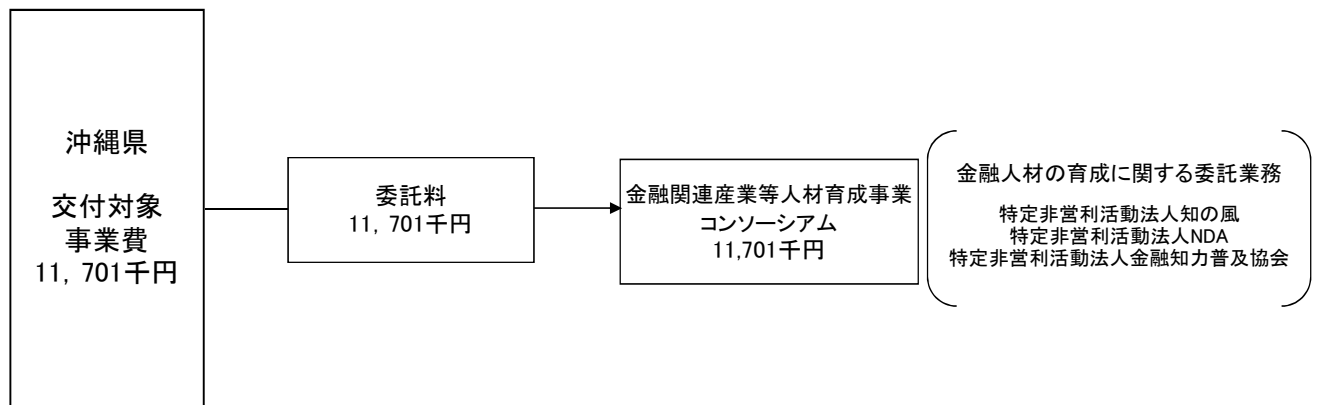 沖縄県
交付対象
事業費
11, 701千円
委託料
11, 701千円
金融関連産業等人材育成事業
コンソーシアム
11,701千円
金融人材の育成に関する委託業務
特定非営利活動法人知の風
特定非営利活動法人NDA
特定非営利活動法人金融知力普及協会